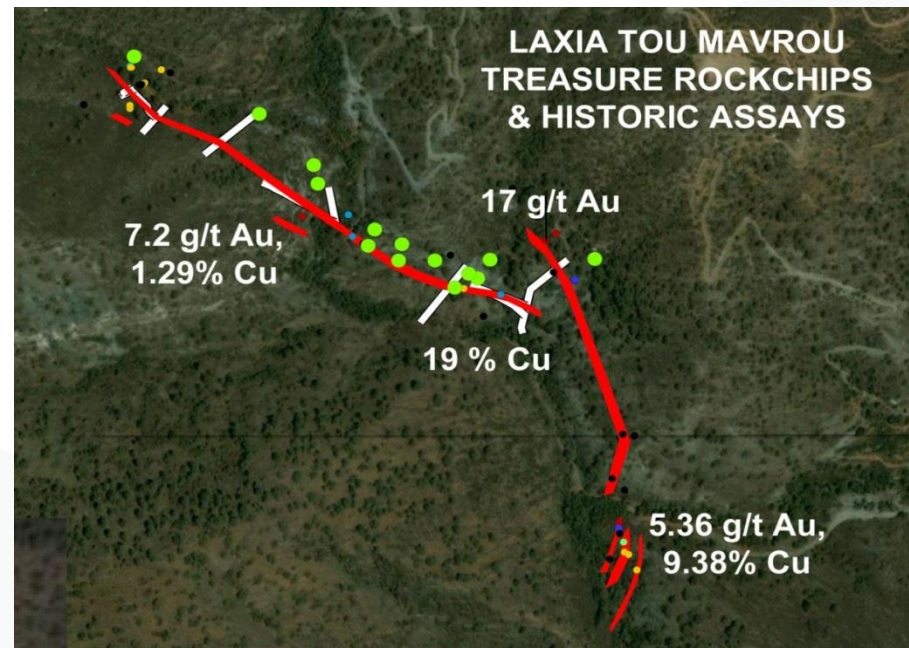 LAXIA TOU MAVROU
TREASURE ROCKCHIPS
& HISTORIC ASSAYS
17 g/t Au
7.2 g/t Au,
1.29% Cu
19 % Cu
5.36 g/t Au,
9.38% Cu